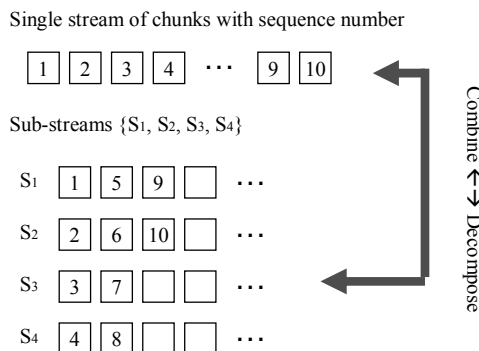 Single stream of chunks with sequence number
1 2 3 4 ··· 9 10
Sub-streams {S1, S2, S3, S4}
S1 1 5 9 ···
S2 2 6 10 ···
S3 3 7 ···
S4 4 8 ···
Combine ←→ Decompose